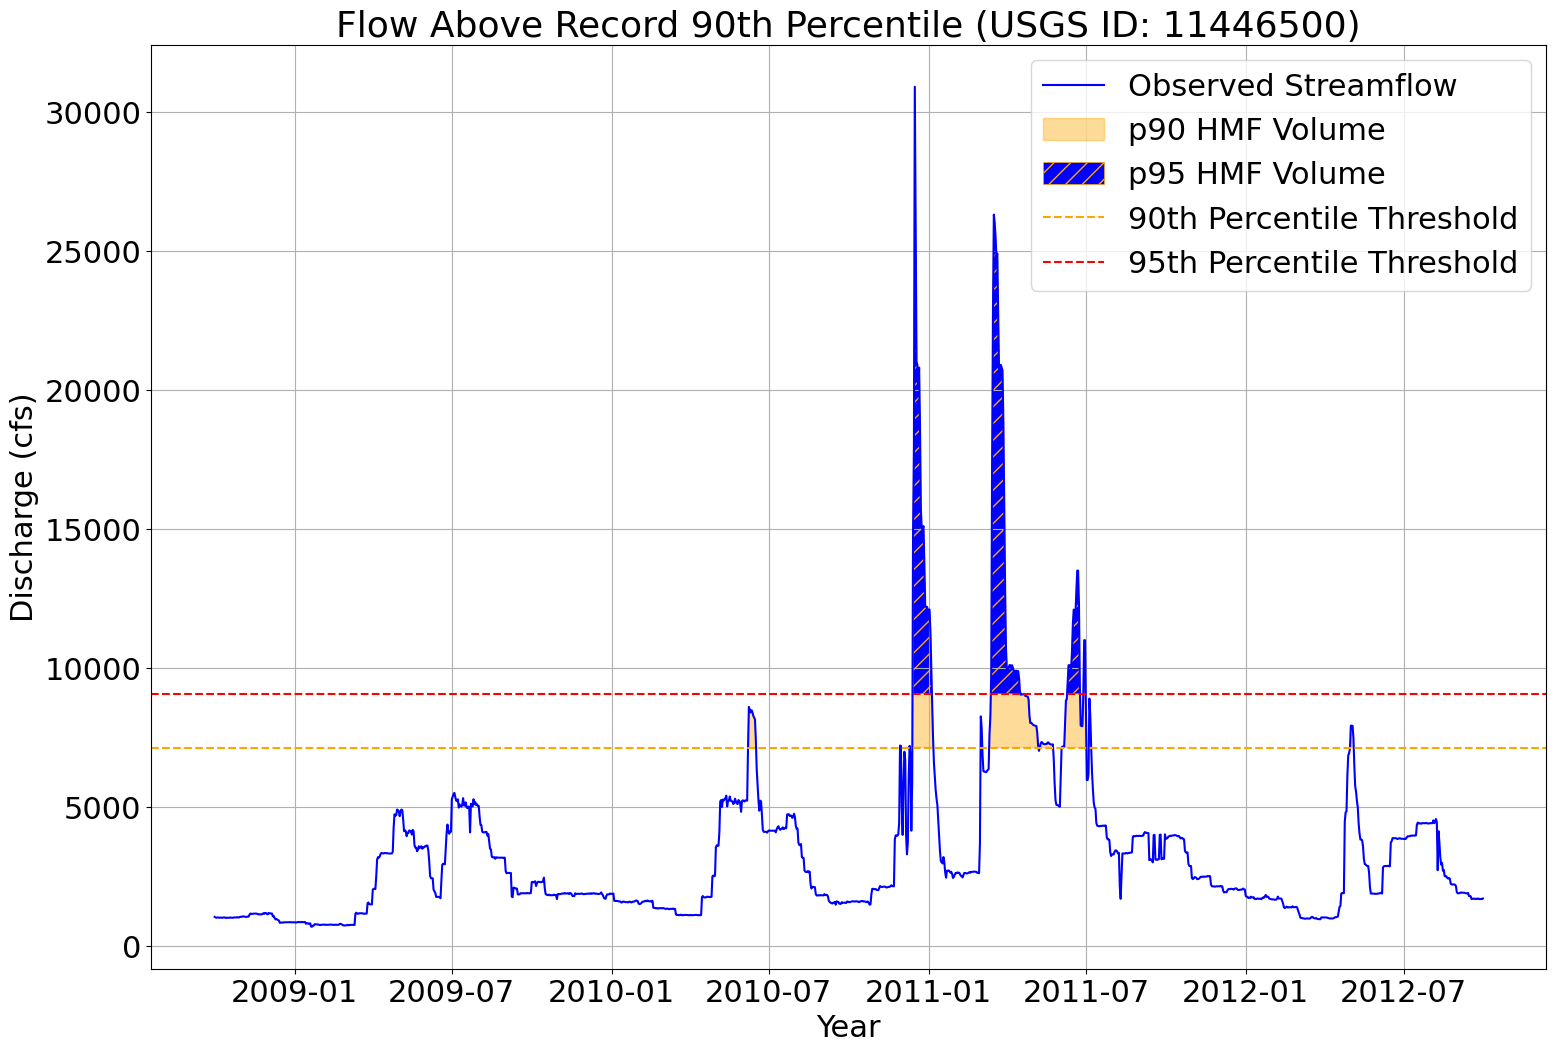 Flow Above Record 90th Percentile (USGS ID: 11446500)
Observed Streamflow
p90 HMF Volume
p95 HMF Volume
90th Percentile Threshold
95th Percentile Threshold
30000
25000
20000
15000
10000
5000
0
Discharge (cfs)
2009-01 2009-07 2010-01 2010-07 2011-01 2011-07 2012-01 2012-07
Year